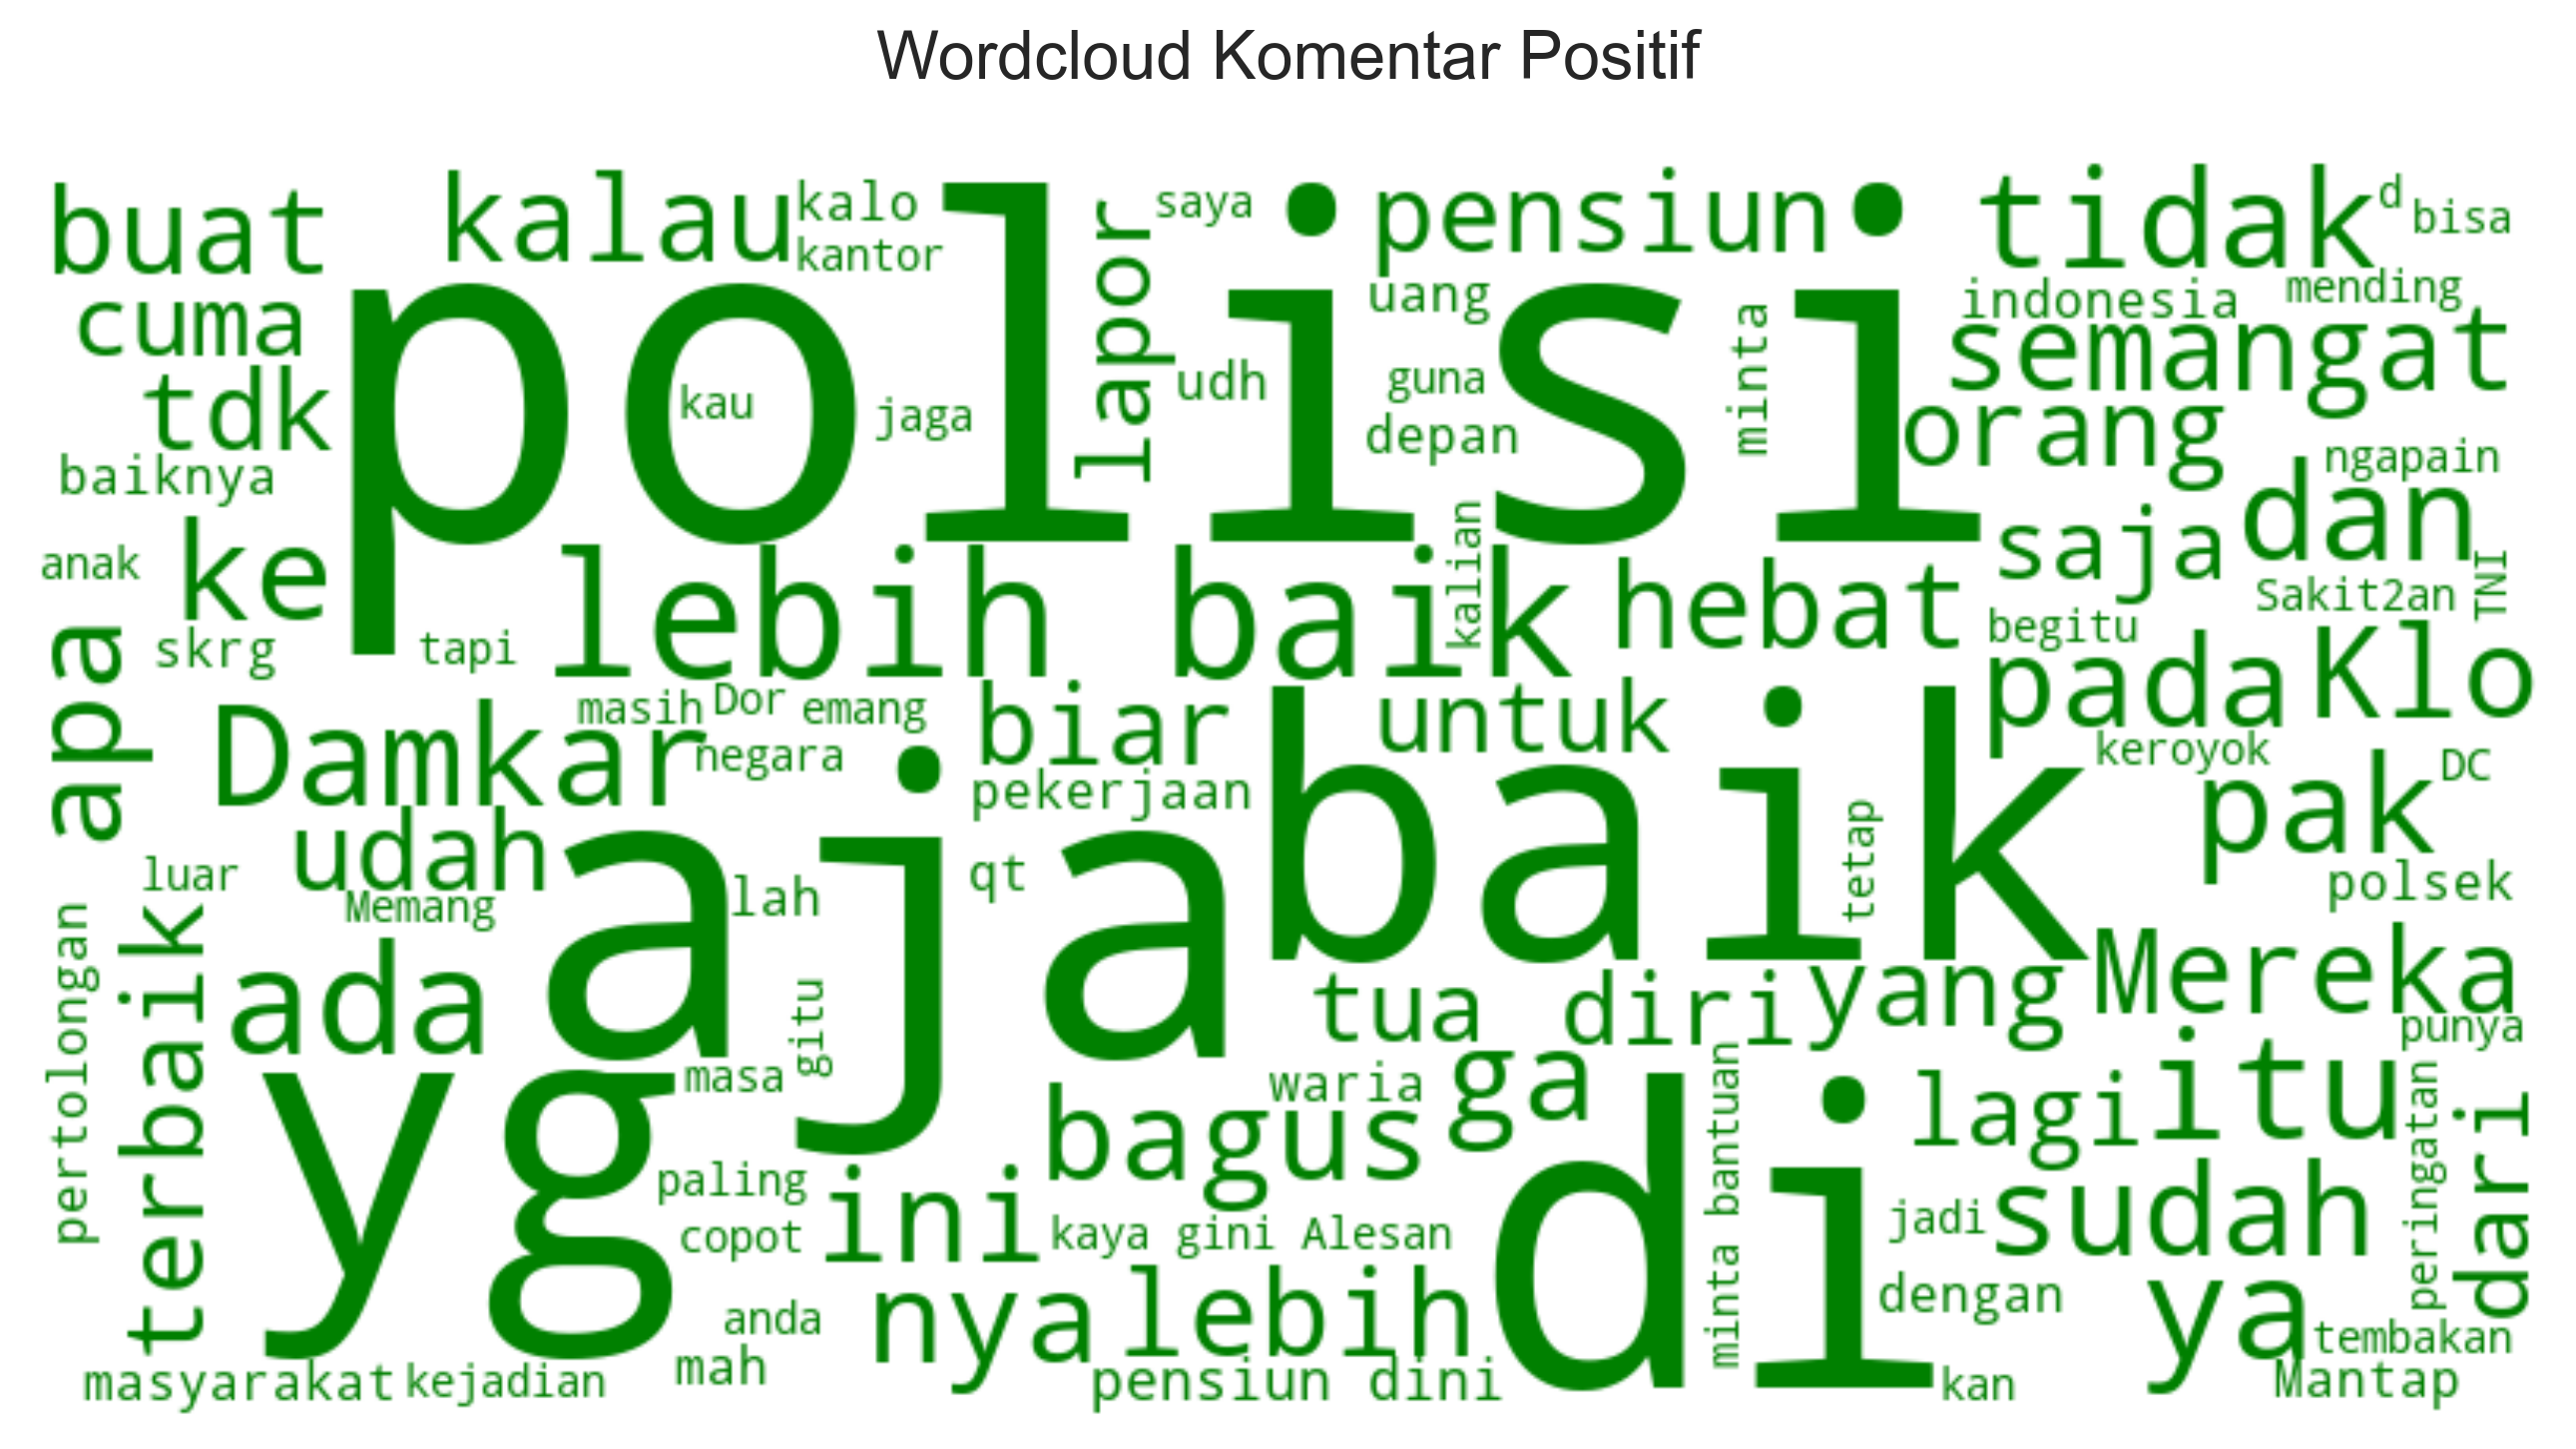 Wordcloud Komentar Positif
buat
kalau
kalo
kantor
lapor
saya
pensiun
tidak
d
bisa
cuma
polisi
uang
minta
indonesia
mending
semangat
tdk
kau
jaga
udh
guna
depan
orang
baiknya
ngapain
dan
anak
ke
lebih baik
kalian
hebat
saja
Sakit2an
TNI
skrg
tapi
begitu
apa
Damkar
masih
Dor
emang
biar
untuk
pada
Klo
negara
pekerjaan
baik
keroyok
pak
DC
udah
aja
luar
Memang
lah
qt
tetap
polsek
pertolongan
terbaik
ada
gitu
tua
diri
yang
Mereka
punya
yg
masa
waria
ga
minta bantuan
di
lagi
itu
peringatan
dari
bagus
paling
ini
copot
kaya gini
Alesan
jadi
sudah
anda
nya
lebih
dengan
ya
tembakan
masyarakat
kejadian
mah
pensiun dini
kan
Mantap